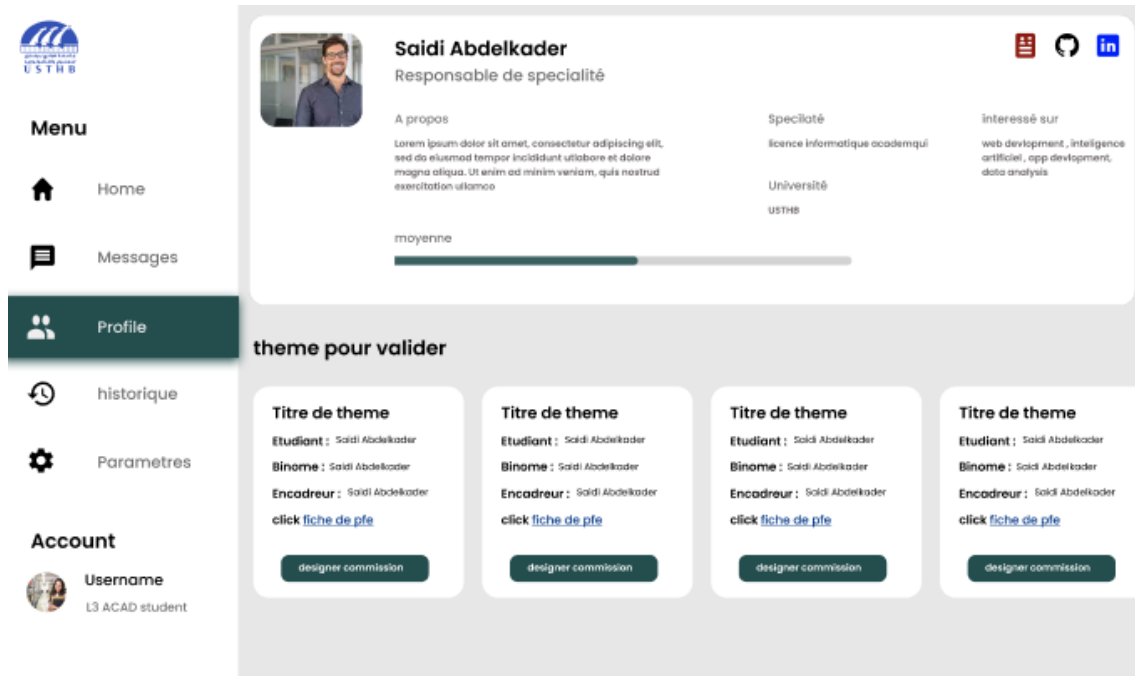 USTHB
Menu
Home
Messages
Profile
historique
Parametres
Account
Username
L3 ACAD student
Saidi Abdelkader
Responsable de specialité
in
A propos
Lorem ipsum dolor sit amet, consectetur adipiscing elit,
sed do eiusmod tempor incididunt utlabore et dolore
magna aliqua. Ut enim ad minim veniam, quis nostrud
exercitation ullamco
Specilaté
licence informatique academqui
Université
USTHB
interessé sur
web devlopment , inteligence
artificiel , app devlopment,
data analysis
moyenne
theme pour valider
Titre de theme
Etudiant : Saidi Abdelkader
Binome : Saidi Abdelkader
Encadreur : Saidi Abdelkader
click fiche de pfe
designer commission
Titre de theme
Etudiant : Saidi Abdelkader
Binome : Saidi Abdelkader
Encadreur : Saidi Abdelkader
click fiche de pfe
designer commission
Titre de theme
Etudiant : Saidi Abdelkader
Binome : Saidi Abdelkader
Encadreur : Saidi Abdelkader
click fiche de pfe
designer commission
Titre de theme
Etudiant : Saidi Abdelkader
Binome : Saidi Abdelkader
Encadreur : Saidi Abdelkader
click fiche de pfe
designer commission